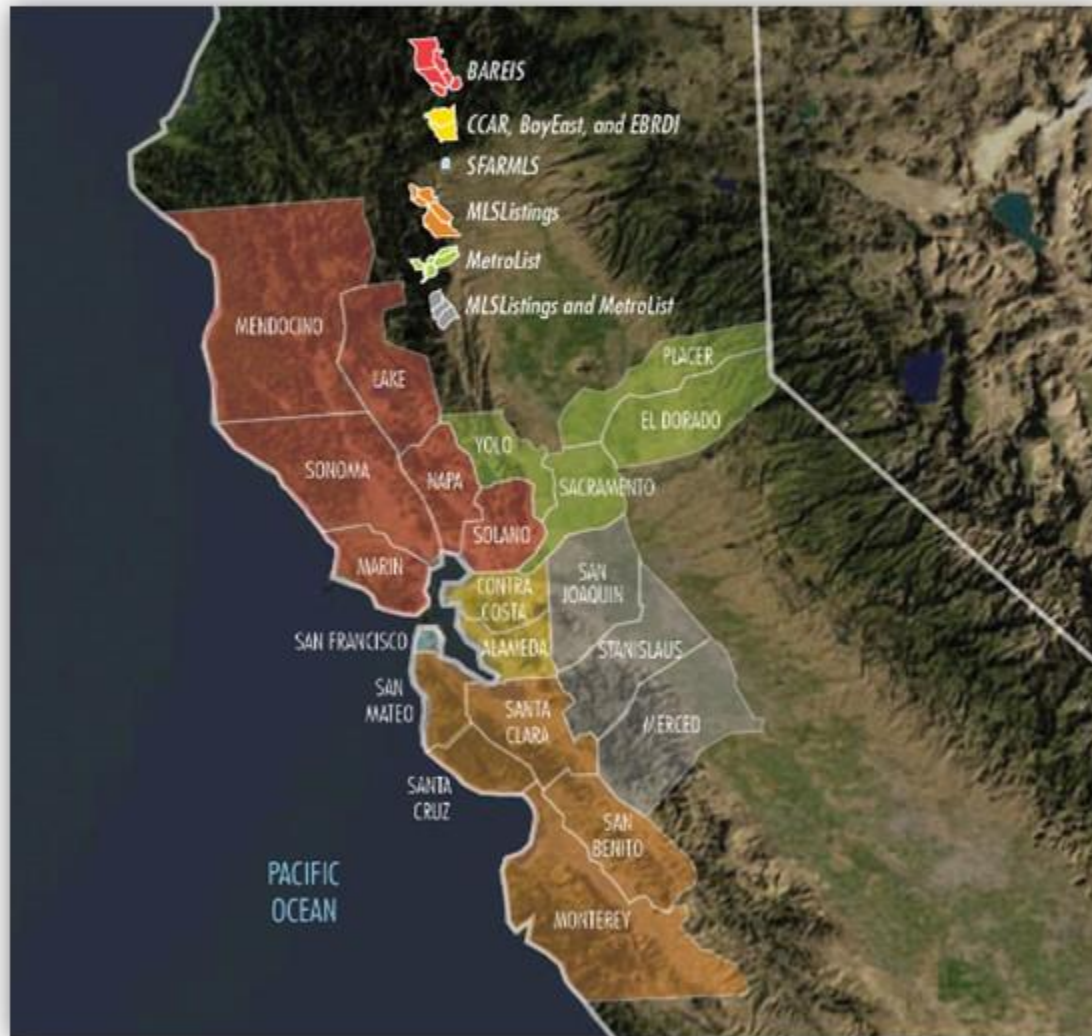 BAREIS
CCAR, BayEast, and EBRDI
SFARMLS
MLSListings
MetroList
MLSListings and MetroList
MENDOCINO
LAKE
PLACER
EL DORADO
YOLO
SONOMA
NAPA
SACRAMENTO
SOLANO
MARIN
CONTRA
COSTA
SAN
JOAQUIN
SAN FRANCISCO
ALAMEDA
STANISLAUS
SAN
MATEO
SANTA
CLARA
MERCED
SANTA
CRUZ
SAN
BENITO
PACIFIC
OCEAN
MONTEREY